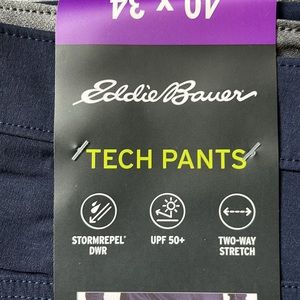 40 x 34
Eddie Bauer
TECH PANTS
STORMREPEL® DWR
UPF 50+
TWO-WAY STRETCH